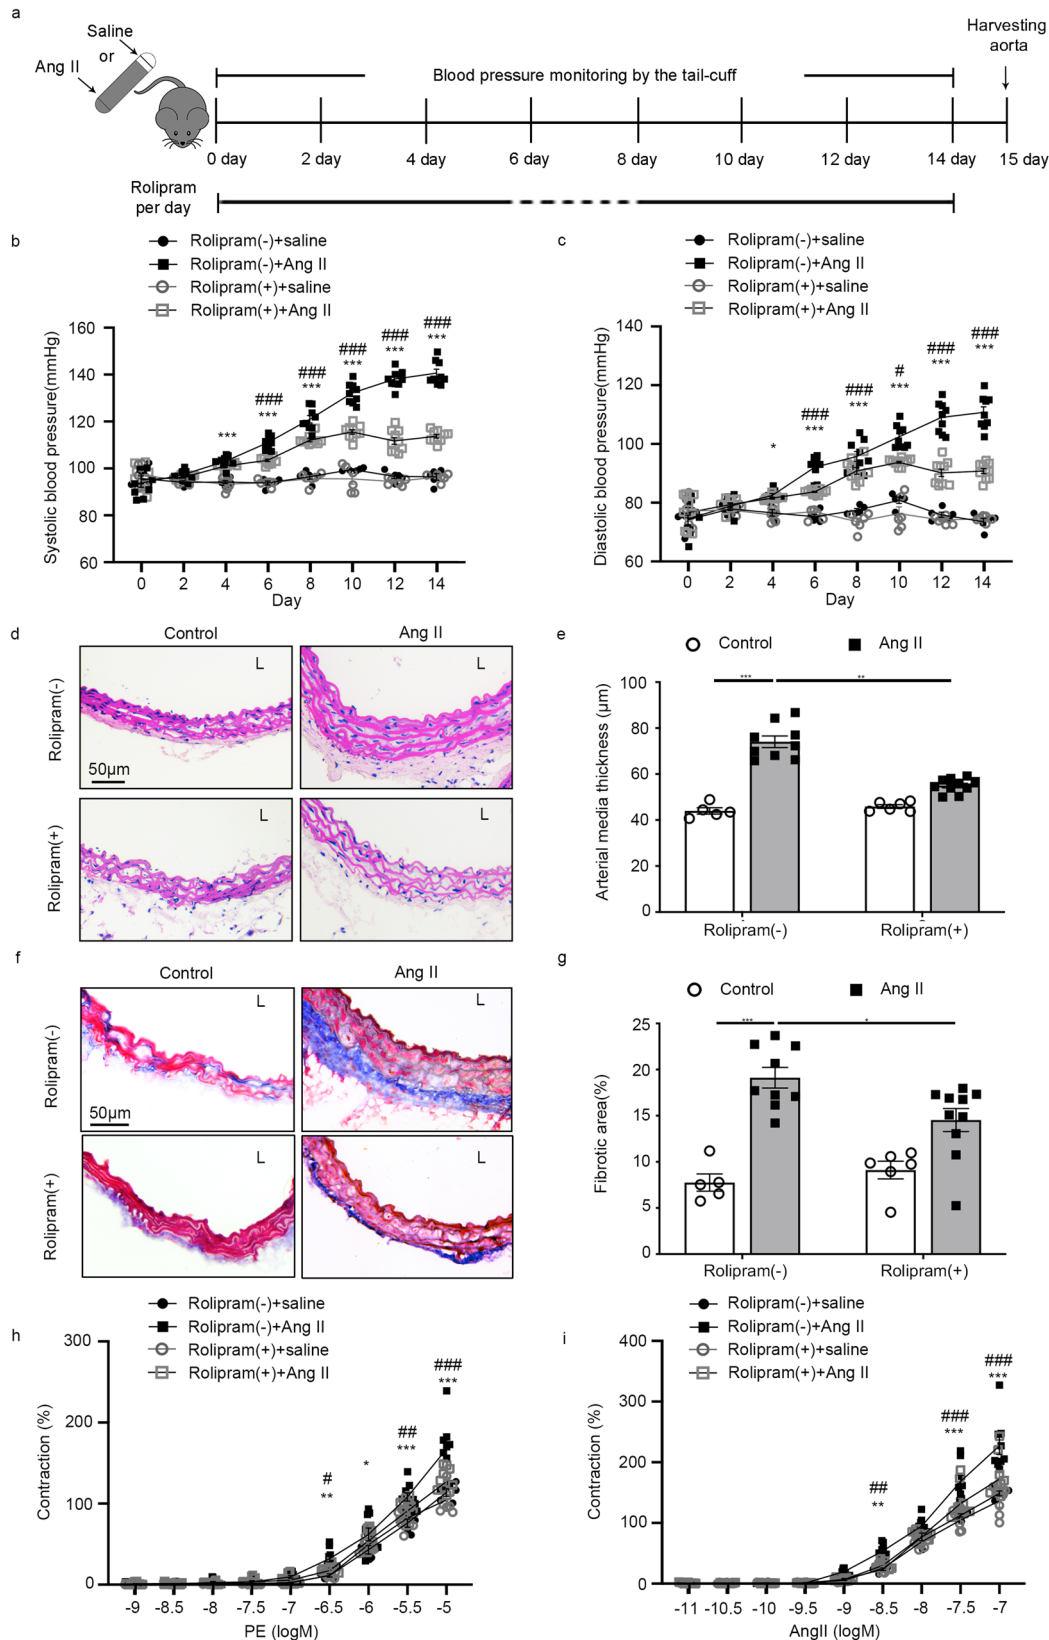 a
Saline
or
Ang II
Harvesting
aorta
Blood pressure monitoring by the tail-cuff
0 day
2 day
4 day
6 day
8 day
10 day
12 day
14 day
15 day
Rolipram
per day
b
Rolipram(-)+saline
Rolipram(-)+Ang II
Rolipram(+)+saline
Rolipram(+)+Ang II
Systolic blood pressure(mmHg)
160
140
120
100
80
60
***
###
***
###
***
###
***
###
***
###
***
0 2 4 6 8 10 12 14
Day
c
Rolipram(-)+saline
Rolipram(-)+Ang II
Rolipram(+)+saline
Rolipram(+)+Ang II
Diastolic blood pressure(mmHg)
140
120
100
80
60
*
###
***
###
***
#
***
###
***
###
***
0 2 4 6 8 10 12 14
Day
d
Control
Ang II
Rolipram(-)
Rolipram(+)
L
L
L
L
50μm
e
Control
Ang II
Arterial media thickness (μm)
100
80
60
40
20
0
***
**
Rolipram(-)
Rolipram(+)
f
Control
Ang II
Rolipram(-)
Rolipram(+)
L
L
L
L
50μm
g
Control
Ang II
Fibrotic area(%)
25
20
15
10
5
0
***
*
Rolipram(-)
Rolipram(+)
h
Rolipram(-)+saline
Rolipram(-)+Ang II
Rolipram(+)+saline
Rolipram(+)+Ang II
Contraction (%)
300
200
100
0
#
**
*
##
***
###
***
-9 -8.5 -8 -7.5 -7 -6.5 -6 -5.5 -5
PE (logM)
i
Rolipram(-)+saline
Rolipram(-)+Ang II
Rolipram(+)+saline
Rolipram(+)+Ang II
Contraction (%)
400
300
200
100
0
##
**
###
***
###
***
-11 -10.5 -10 -9.5 -9 -8.5 -8 -7.5 -7
AngII (logM)